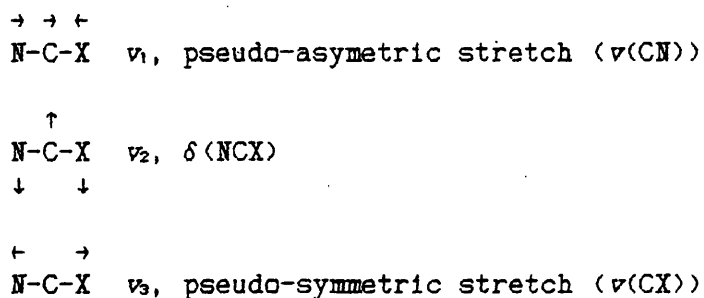 → → ←
N-C-X ν₁, pseudo-asymetric stretch (ν(CN))
↑
N-C-X ν₂, δ(NCX)
↓ ↓
← →
N-C-X ν₃, pseudo-symmetric stretch (ν(CX))